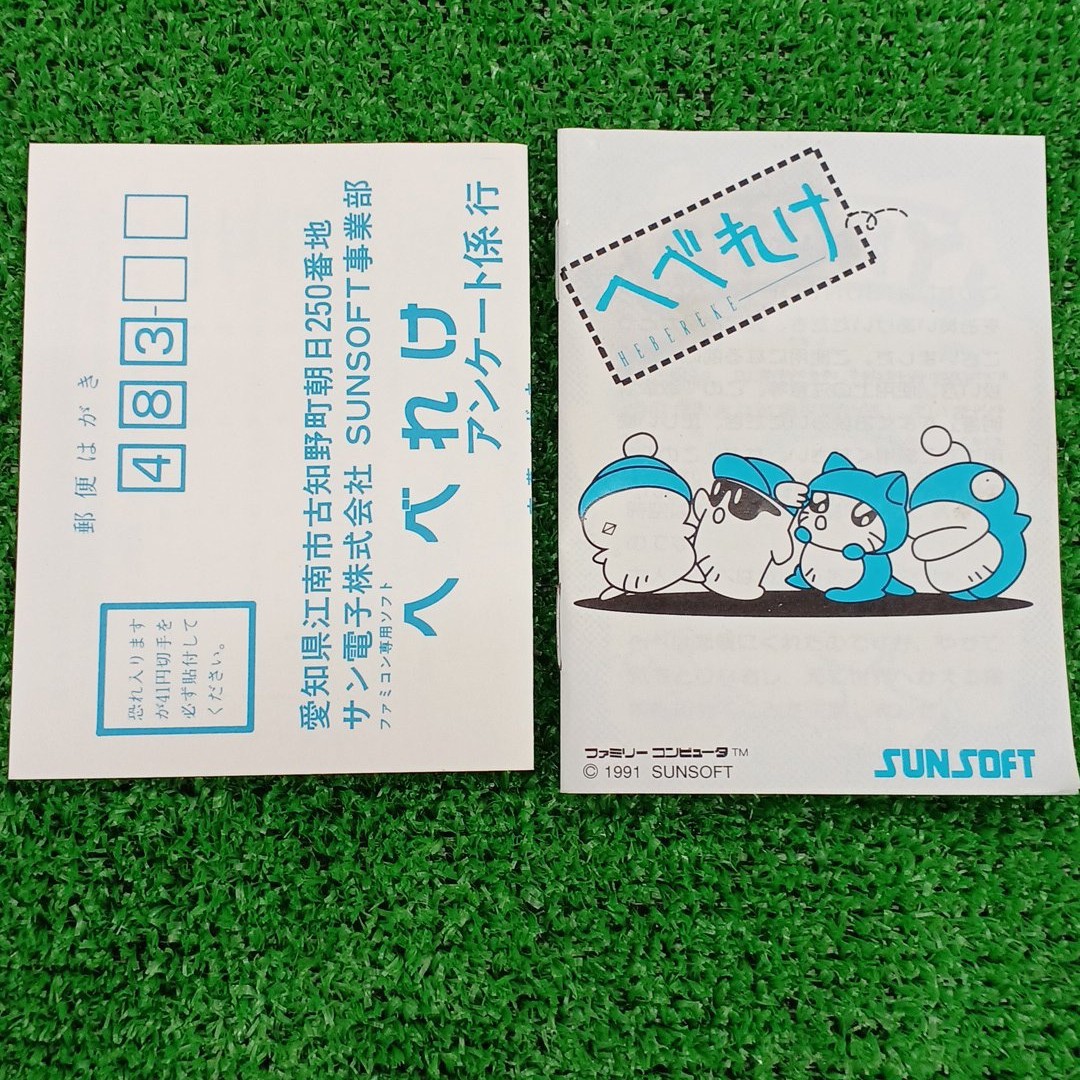 郵便はがき
483-
恐れ入ります
が41円切手を
必ず貼付して
ください。
愛知県江南市古知野町朝日250番地
サン電子株式会社 SUNSOFT事業部
ファミコン専用ソフト
へべれけ
アンケート係行
へべれけ
HEBEREKE
ファミリーコンピュータ™
© 1991 SUNSOFT
SUNSOFT